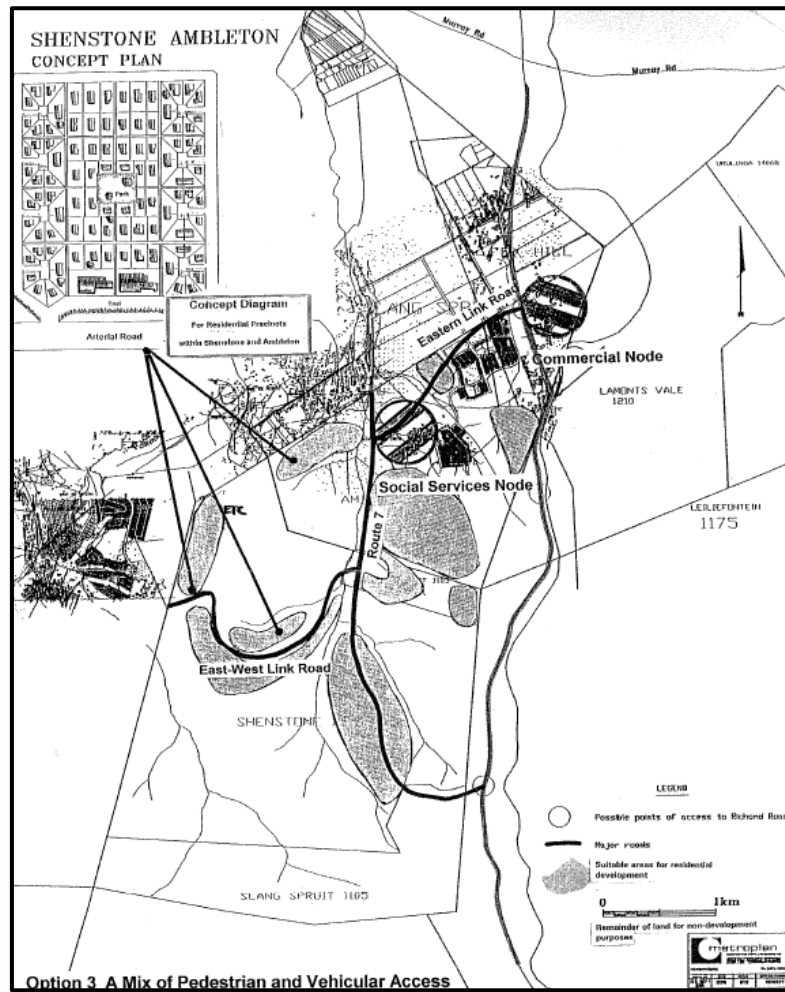 SHENSTONE AMBLETON
CONCEPT PLAN
Murray Rd
Murray Rd
Park
Trail
Arterial Road
Concept Diagram
For Residential Precincts
within Shenstone and Ambleton
Eastern Link Road
Commercial Node
LAMONTS VALE
1210
Social Services Node
1175
Route 7
East-West Link Road
SHENSTONE
LEGEND
Possible points of access to Richard Road
Major roads
Suitable areas for residential
development
0 1km
Remainder of land for non-development
purposes
SLANG SPRUIT 1105
metroplan
Option 3 A Mix of Pedestrian and Vehicular Access